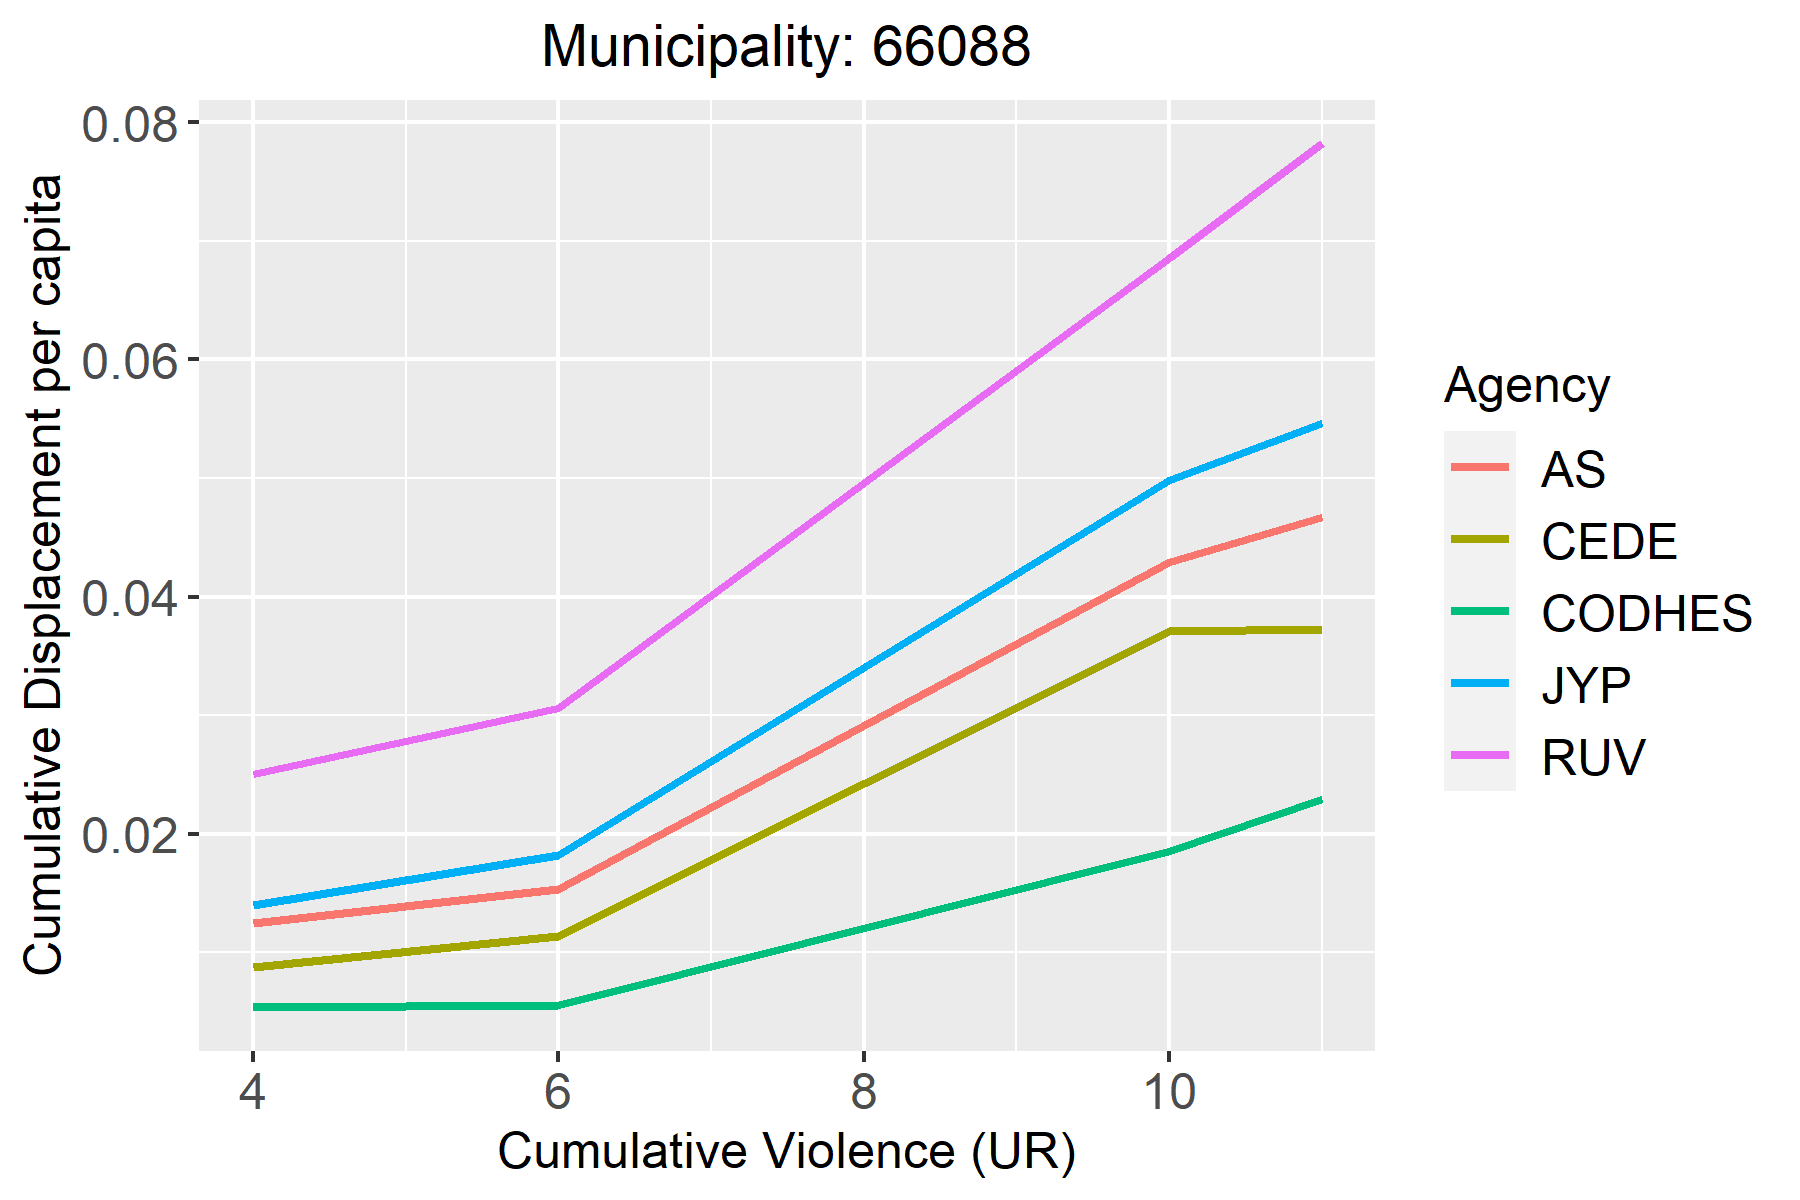 Municipality: 66088
0.08
0.06
0.04
0.02
Cumulative Displacement per capita
4 6 8 10
Cumulative Violence (UR)
Agency
AS
CEDE
CODHES
JYP
RUV